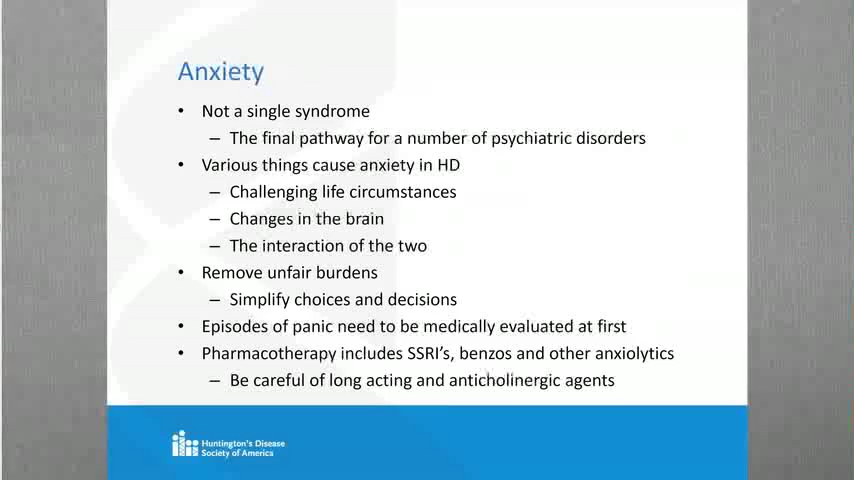 Anxiety
• Not a single syndrome
– The final pathway for a number of psychiatric disorders
• Various things cause anxiety in HD
– Challenging life circumstances
– Changes in the brain
– The interaction of the two
• Remove unfair burdens
– Simplify choices and decisions
• Episodes of panic need to be medically evaluated at first
• Pharmacotherapy includes SSRI's, benzos and other anxiolytics
– Be careful of long acting and anticholinergic agents
Huntington's Disease
Society of America